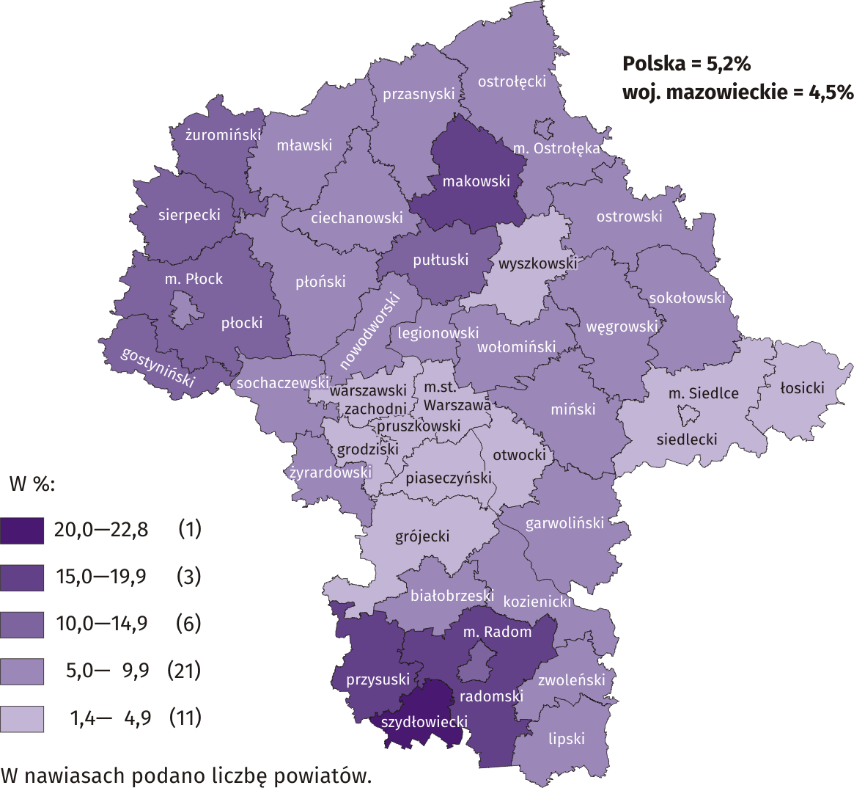 Polska = 5,2%
woj. mazowieckie = 4,5%
ostrołęcki
przasnyski
żuromiński
mławski
m. Ostrołęka
makowski
sierpecki
ciechanowski
ostrowski
pułtuski
wyszkowski
m. Płock
płoński
sokołowski
płocki
nowodworski
legionowski
węgrowski
wołomiński
gostyniński
sochaczewski
warszawski
zachodni
m.st.
Warszawa
m. Siedlce
łosicki
miński
pruszkowski
siedlecki
grodziski
otwocki
żyrardowski
piaseczyński
garwoliński
grójecki
białobrzeski
kozienicki
m. Radom
przysuski
zwoleński
radomski
szydłowiecki
lipski
W %:
20,0—22,8 (1)
15,0—19,9 (3)
10,0—14,9 (6)
5,0— 9,9 (21)
1,4— 4,9 (11)
W nawiasach podano liczbę powiatów.